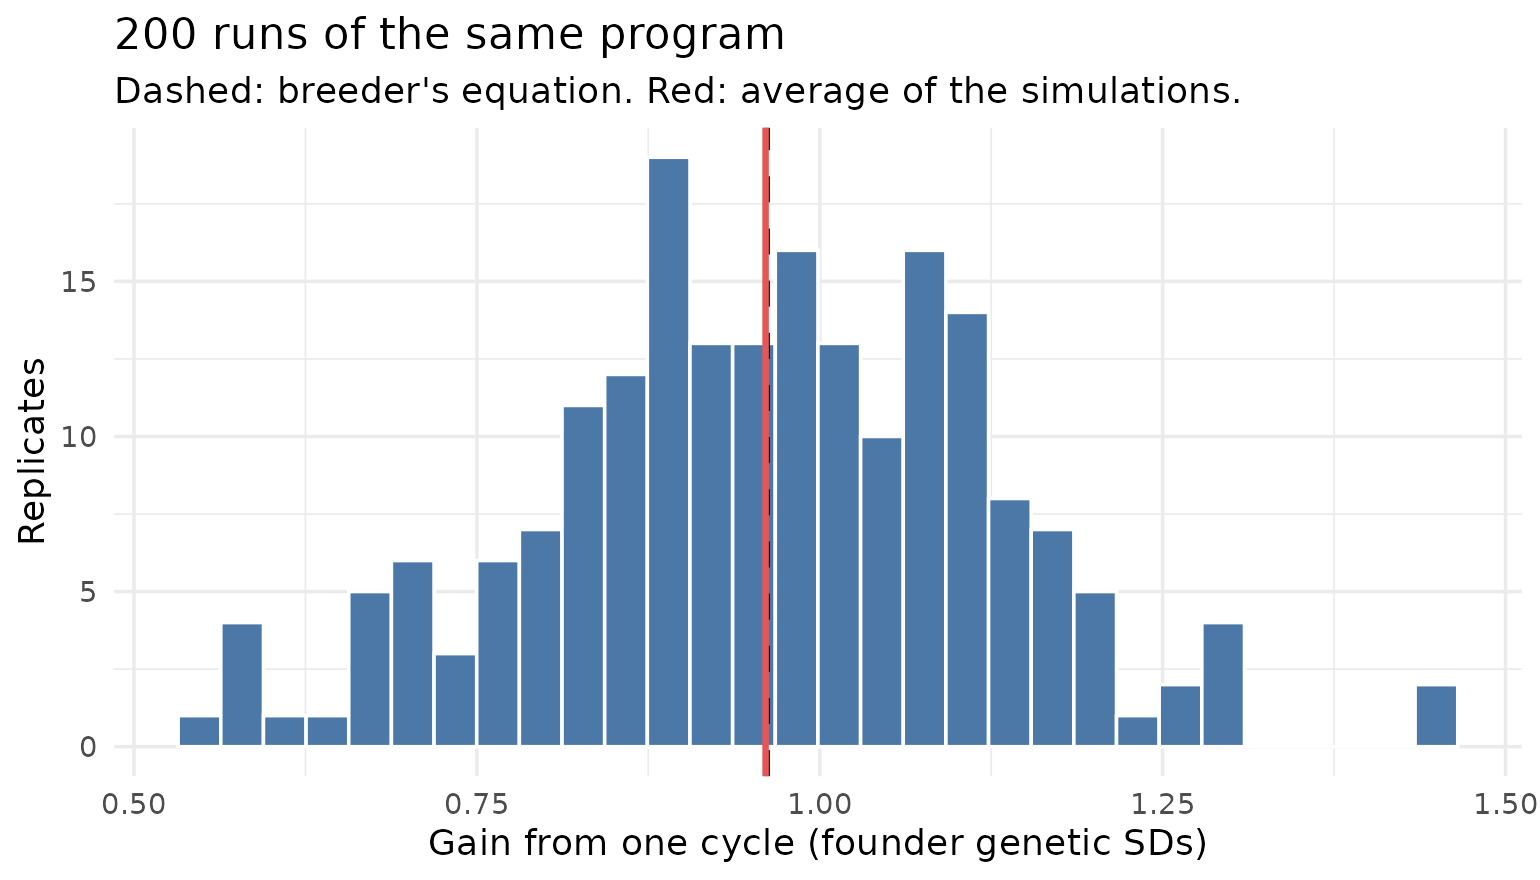 200 runs of the same program
Dashed: breeder's equation. Red: average of the simulations.
Replicates
15
10
5
0
0.50
0.75
1.00
1.25
1.50
Gain from one cycle (founder genetic SDs)